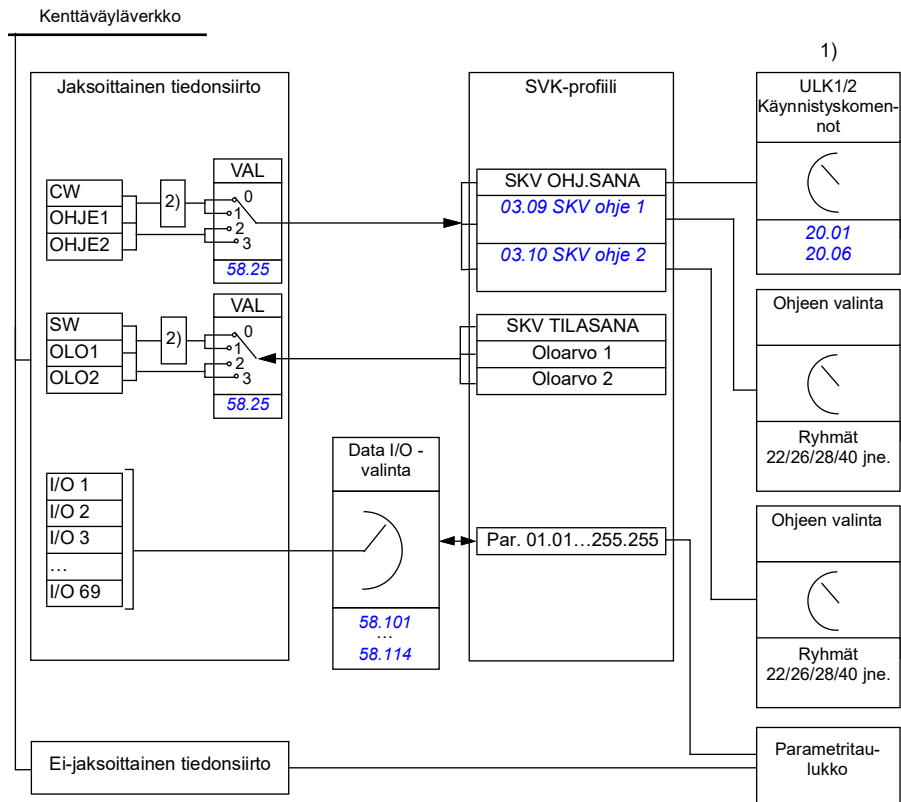 Kenttäväyläverkko
Jaksoittainen tiedonsiirto
CW
OHJE1
OHJE2
2)
VAL
0
1
2
3
58.25
SW
OLO1
OLO2
2)
VAL
0
1
2
3
58.25
I/O 1
I/O 2
I/O 3
…
I/O 69
Data I/O -
valinta
58.101
…
58.114
SVK-profiili
SKV OHJ.SANA
03.09 SKV ohje 1
03.10 SKV ohje 2
SKV TILASANA
Oloarvo 1
Oloarvo 2
Par. 01.01…255.255
1)
ULK1/2
Käynnistyskomen-
not
20.01
20.06
Ohjeen valinta
Ryhmät
22/26/28/40 jne.
Ohjeen valinta
Ryhmät
22/26/28/40 jne.
Ei-jaksoittainen tiedonsiirto
Parametritau-
lukko